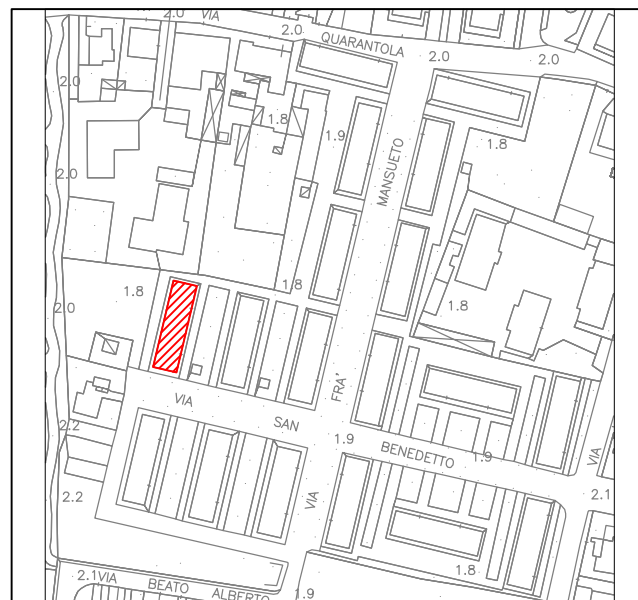 2.0 VIA 2.0 QUARANTOLA 2.0 2.0
2.0
1.8 1.9 MANSUETO 1.8
2.0
1.8 1.8 1.8
2.0
FRA'
VIA SAN 1.9 BENEDETTO 1.9
2.2
VIA
2.2 VIA 2.1
2.1 VIA BEATO ALBERTO 1.9 1.8